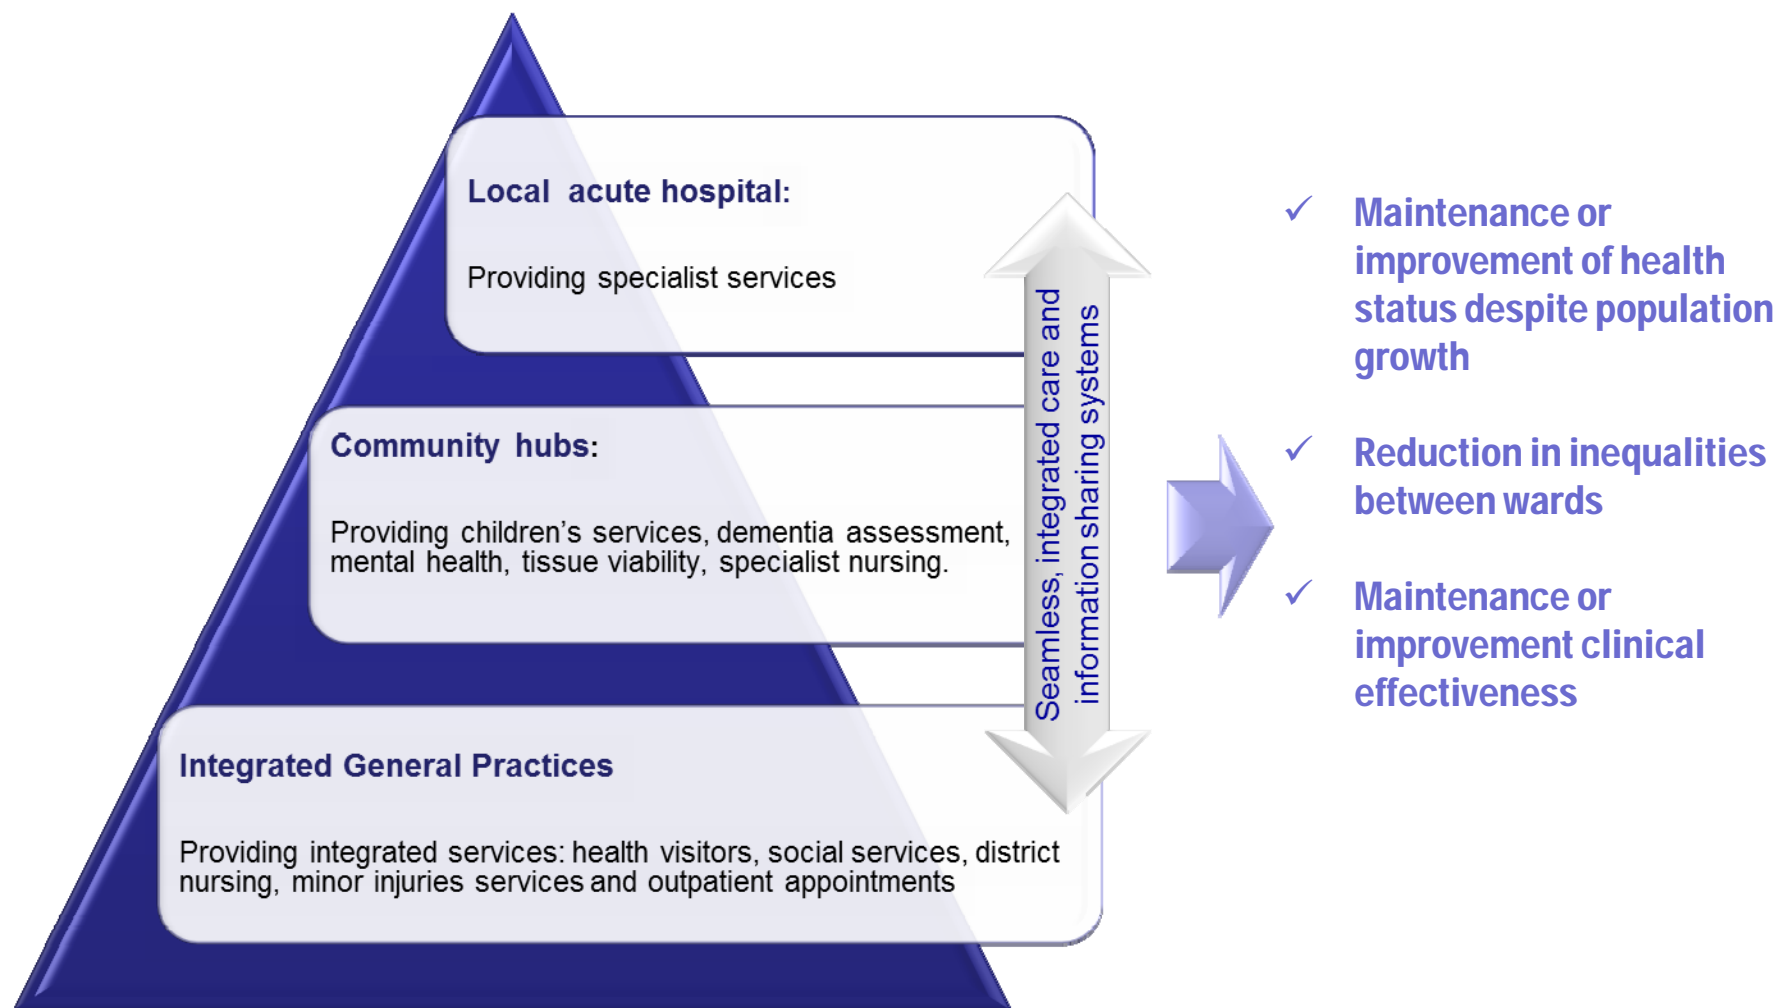 Local acute hospital:
Providing specialist services
Community hubs:
Providing children’s services, dementia assessment,
mental health, tissue viability, specialist nursing.
Integrated General Practices
Providing integrated services: health visitors, social services, district
nursing, minor injuries services and outpatient appointments
Seamless, integrated care and
information sharing systems
✓ Maintenance or
improvement of health
status despite population
growth
✓ Reduction in inequalities
between wards
✓ Maintenance or
improvement clinical
effectiveness